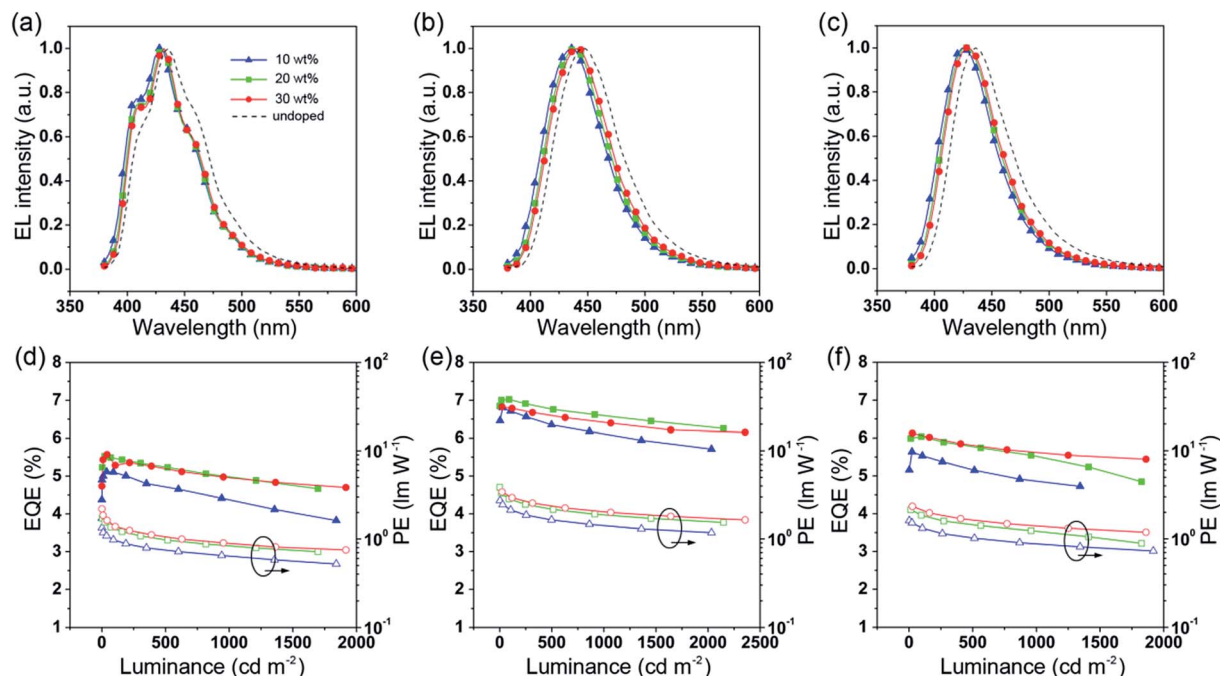 (a)
1.0
0.8
0.6
0.4
0.2
0.0
EL intensity (a.u.)
10 wt%
20 wt%
30 wt%
undoped
350 400 450 500 550 600
Wavelength (nm)
(b)
1.0
0.8
0.6
0.4
0.2
0.0
EL intensity (a.u.)
350 400 450 500 550 600
Wavelength (nm)
(c)
1.0
0.8
0.6
0.4
0.2
0.0
EL intensity (a.u.)
350 400 450 500 550 600
Wavelength (nm)
(d)
8
7
6
5
4
3
2
1
EQE (%)
10²
10¹
10⁰
10⁻¹
PE (lm W⁻¹)
0 500 1000 1500 2000
Luminance (cd m⁻²)
(e)
8
7
6
5
4
3
2
1
EQE (%)
10²
10¹
10⁰
10⁻¹
PE (lm W⁻¹)
0 500 1000 1500 2000 2500
Luminance (cd m⁻²)
(f)
8
7
6
5
4
3
2
1
EQE (%)
10²
10¹
10⁰
10⁻¹
PE (lm W⁻¹)
0 500 1000 1500 2000
Luminance (cd m⁻²)